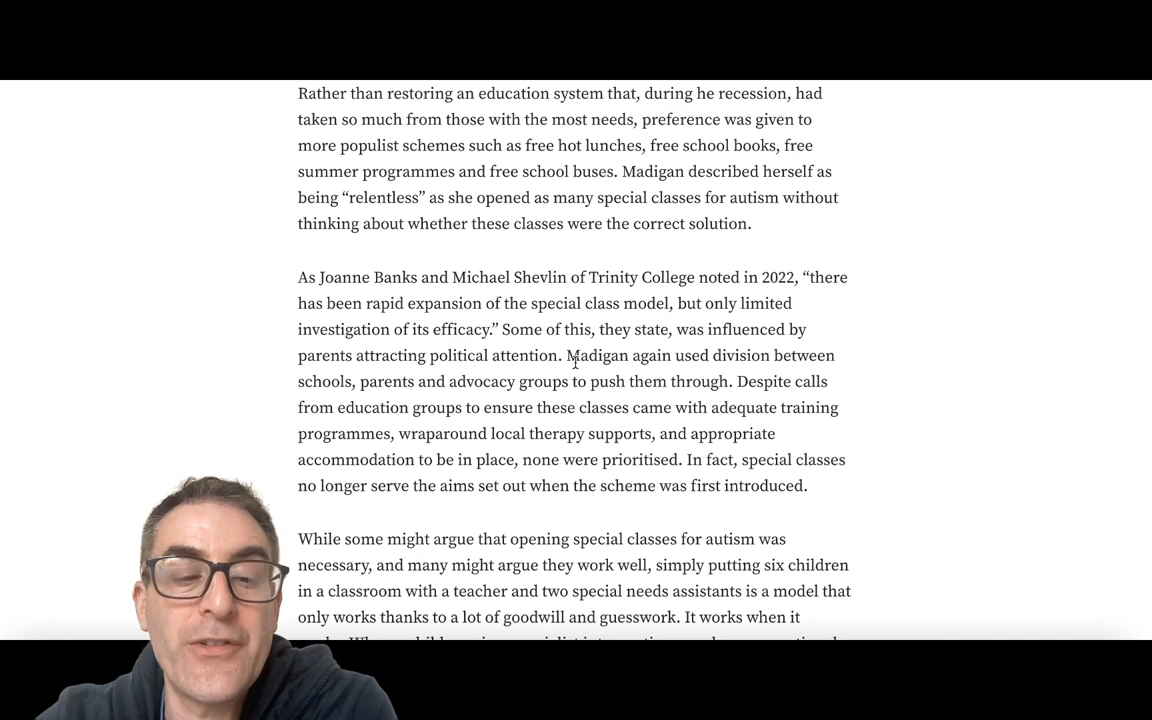 Rather than restoring an education system that, during he recession, had
taken so much from those with the most needs, preference was given to
more populist schemes such as free hot lunches, free school books, free
summer programmes and free school buses. Madigan described herself as
being “relentless” as she opened as many special classes for autism without
thinking about whether these classes were the correct solution.
As Joanne Banks and Michael Shevlin of Trinity College noted in 2022, “there
has been rapid expansion of the special class model, but only limited
investigation of its efficacy.” Some of this, they state, was influenced by
parents attracting political attention. Madigan again used division between
schools, parents and advocacy groups to push them through. Despite calls
from education groups to ensure these classes came with adequate training
programmes, wraparound local therapy supports, and appropriate
accommodation to be in place, none were prioritised. In fact, special classes
no longer serve the aims set out when the scheme was first introduced.
While some might argue that opening special classes for autism was
necessary, and many might argue they work well, simply putting six children
in a classroom with a teacher and two special needs assistants is a model that
only works thanks to a lot of goodwill and guesswork. It works when it